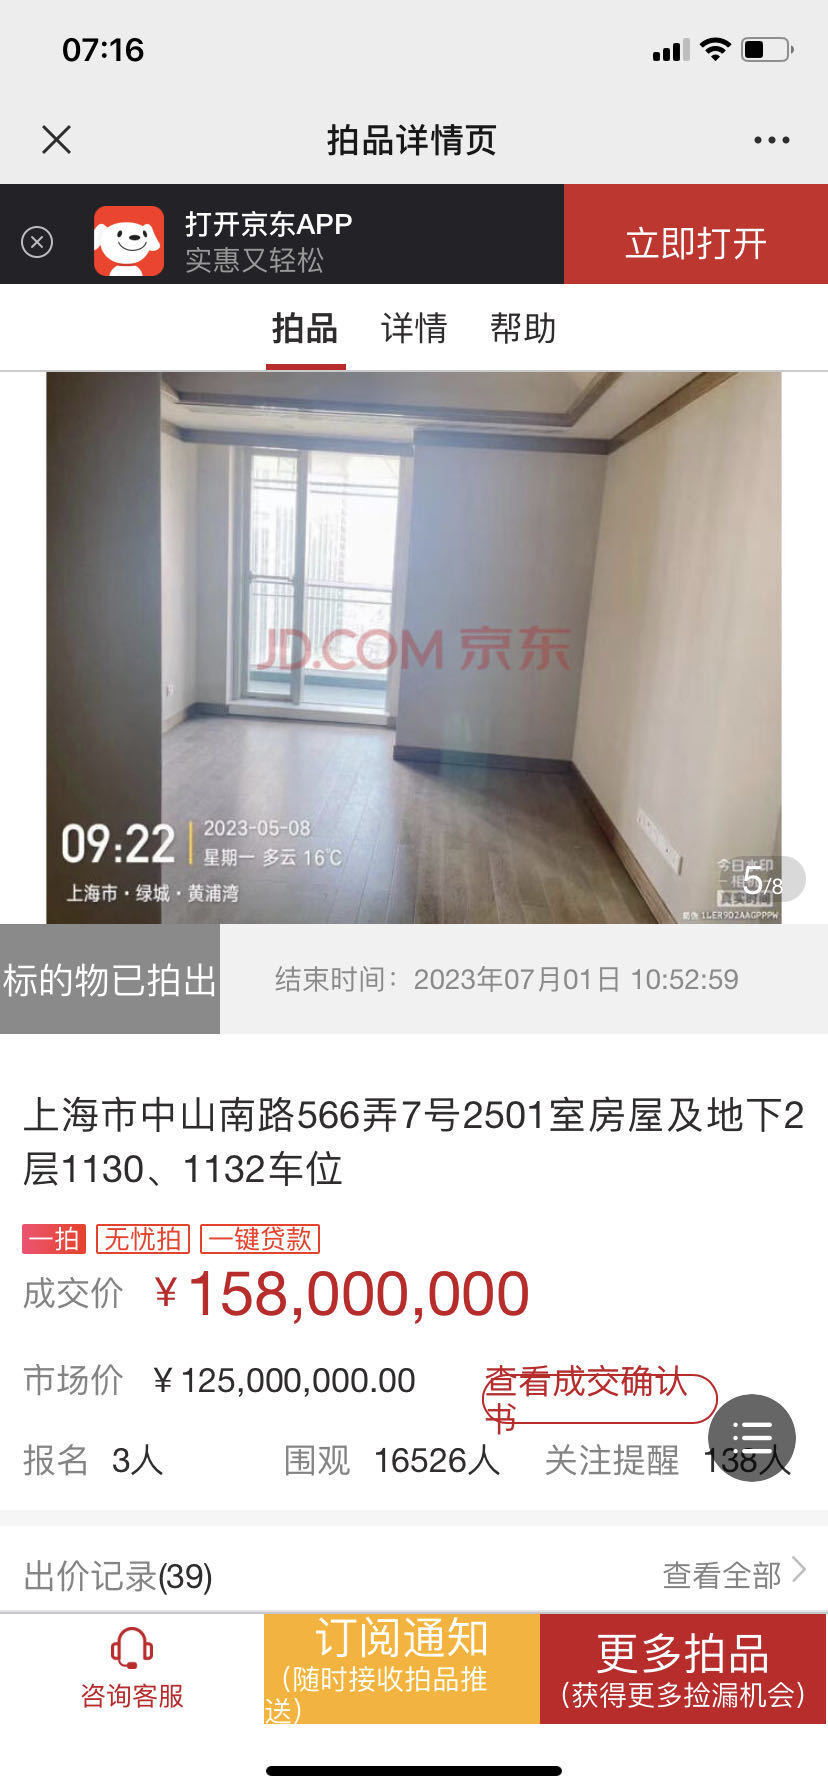 07:16
拍品详情页
打开京东APP
实惠又轻松
立即打开
拍品 详情 帮助
JD.COM 京东
09:22
2023-05-08
星期一 多云 16℃
上海市·绿城·黄浦湾
今日水印
相机
真实时间
5/8
防伪 1LER9D2AAGPPPW
标的物已拍出
结束时间：2023年07月01日 10:52:59
上海市中山南路566弄7号2501室房屋及地下2
层1130、1132车位
一拍 无忧拍 一键贷款
成交价 ¥158,000,000
市场价 ¥125,000,000.00
查看成交确认
书
报名 3人 围观 16526人 关注提醒 138人
出价记录(39)
查看全部
咨询客服
订阅通知
（随时接收拍品推
送）
更多拍品
（获得更多捡漏机会）